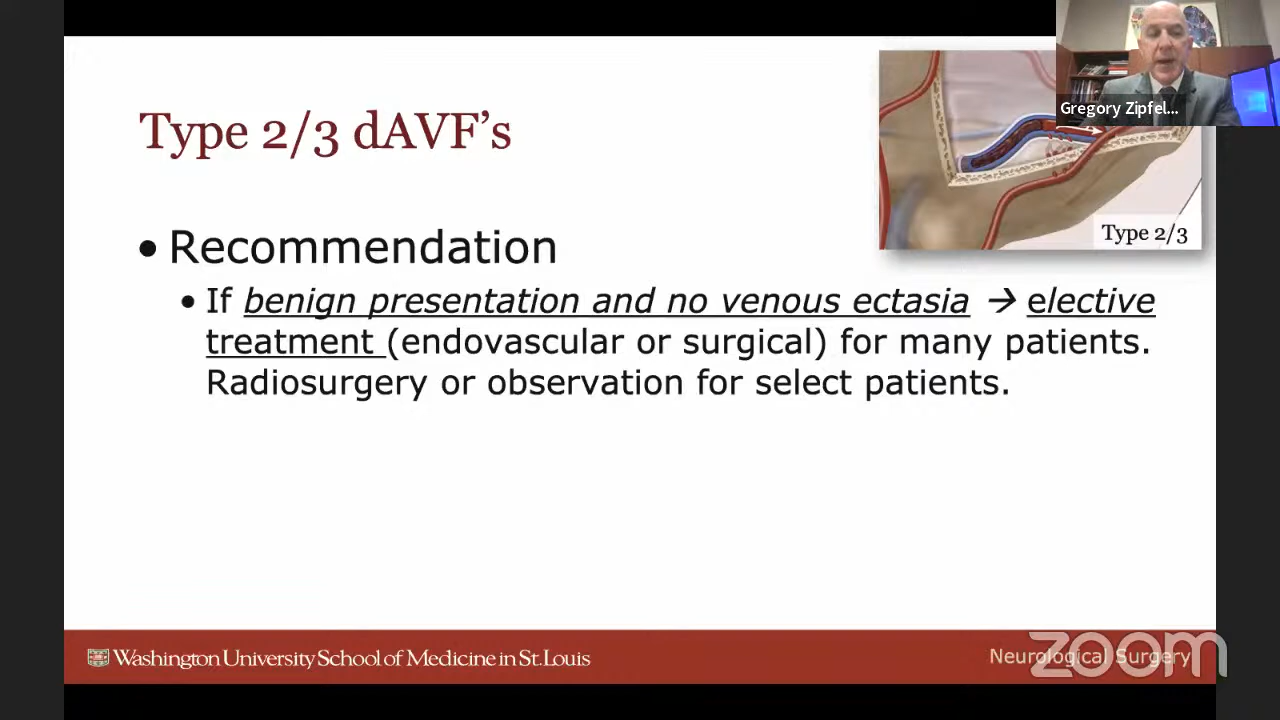 Gregory Zipfel...
Type 2/3 dAVF's
Type 2/3
• Recommendation
• If benign presentation and no venous ectasia → elective
treatment (endovascular or surgical) for many patients.
Radiosurgery or observation for select patients.
Washington University School of Medicine in St. Louis
Neurological Surgery
zoom